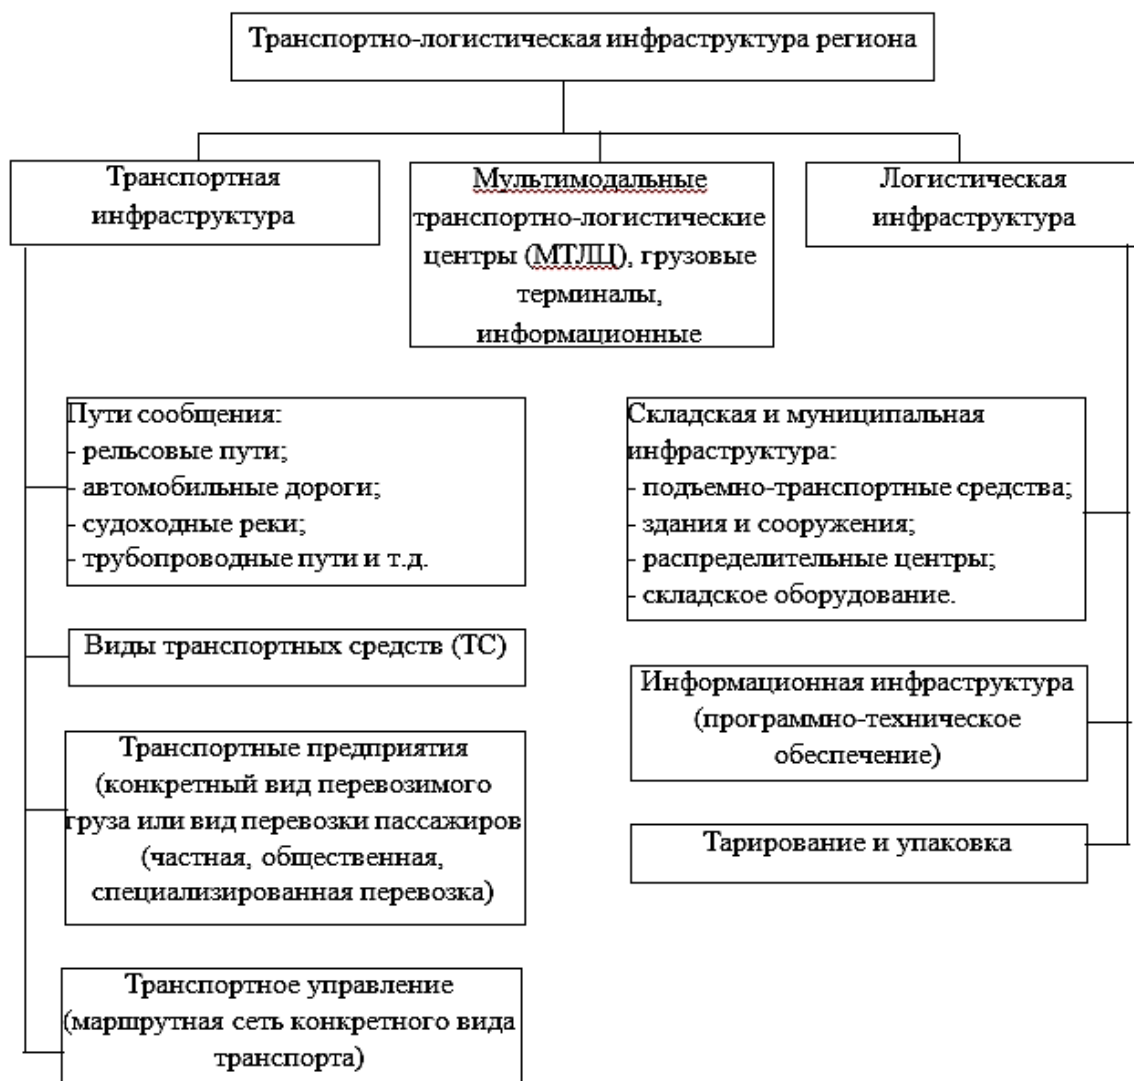 Транспортно-логистическая инфраструктура региона
Транспортная
инфраструктура
Мультимодальные
транспортно-логистические
центры (МТЛЦ), грузовые
терминалы,
информационные
Логистическая
инфраструктура
Пути сообщения:
- рельсовые пути;
- автомобильные дороги;
- судоходные реки;
- трубопроводные пути и т.д.
Виды транспортных средств (ТС)
Транспортные предприятия
(конкретный вид перевозимого
груза или вид перевозки пассажиров
(частная, общественная,
специализированная перевозка)
Транспортное управление
(маршрутная сеть конкретного вида
транспорта)
Складская и муниципальная
инфраструктура:
- подъемно-транспортные средства;
- здания и сооружения;
- распределительные центры;
- складское оборудование.
Информационная инфраструктура
(программно-техническое
обеспечение)
Тарирование и упаковка